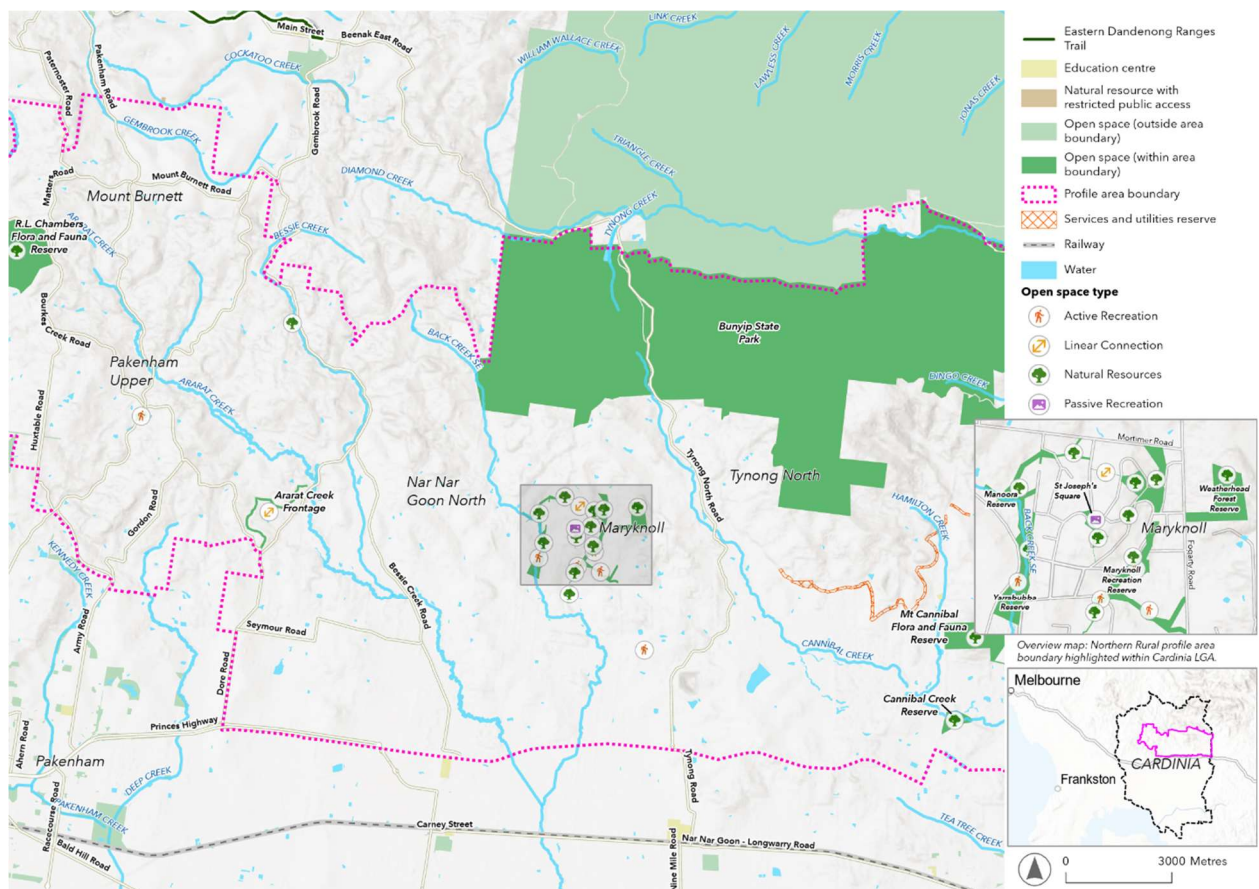 Main Street
Beenak East Road
LINK CREEK
WILLIAM WALLACE CREEK
LAWLESS CREEK
MORRIS CREEK
JONAS CREEK
Paternoster Road
Pakenham Road
COCKATOO CREEK
GEMBROOK CREEK
Gembrook Road
TRIANGLE CREEK
DIAMOND CREEK
Mount Burnett Road
Matters Road
Mount Burnett
TYNONG CREEK
R.L. Chambers
Flora and Fauna
Reserve
ARARAT CREEK
BESSIE CREEK
Bourkes
Creek Road
Bunyip State
Park
BACK CREEK SE
Pakenham
Upper
ARARAT CREEK
BINGO CREEK
Huxtable Road
Nar Nar
Goon North
Tynong North
Tynong North Road
Ararat Creek
Frontage
Gordon Road
HAMILTON CREEK
Maryknoll
KENNEDY CREEK
Army Road
Bessie Creek Road
Seymour Road
Dore Road
Mt Cannibal
Flora and Fauna
Reserve
CANNIBAL CREEK
Cannibal Creek
Reserve
Princes Highway
Ahern Road
Pakenham
DEEP CREEK
PAKENHAM CREEK
Racecourse Road
Bald Hill Road
Carney Street
Tynong Road
Nar Nar Goon - Longwarry Road
Nine Mile Road
TEA TREE CREEK
Eastern Dandenong Ranges
Trail
Education centre
Natural resource with
restricted public access
Open space (outside area
boundary)
Open space (within area
boundary)
Profile area boundary
Services and utilities reserve
Railway
Water
Open space type
Active Recreation
Linear Connection
Natural Resources
Passive Recreation
Mortimer Road
St Joseph's
Square
Manoora
Reserve
Weatherhead
Forest
Reserve
BACK CREEK SE
Maryknoll
Fogarty Road
Maryknoll
Recreation
Reserve
Yarrabubba
Reserve
Overview map: Northern Rural profile area
boundary highlighted within Cardinia LGA.
Melbourne
CARDINIA
Frankston
0 3000 Metres